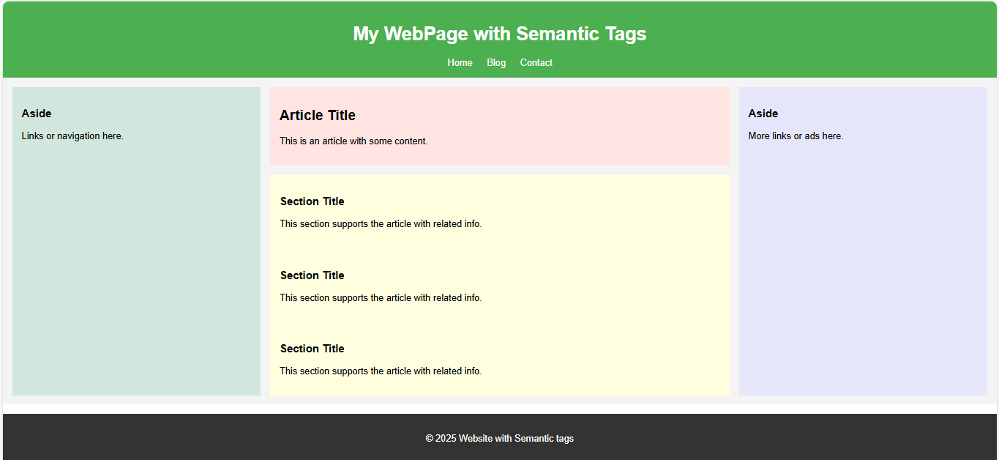 My WebPage with Semantic Tags
Home Blog Contact
Aside
Links or navigation here.
Article Title
This is an article with some content.
Section Title
This section supports the article with related info.
Section Title
This section supports the article with related info.
Section Title
This section supports the article with related info.
Aside
More links or ads here.
© 2025 Website with Semantic tags